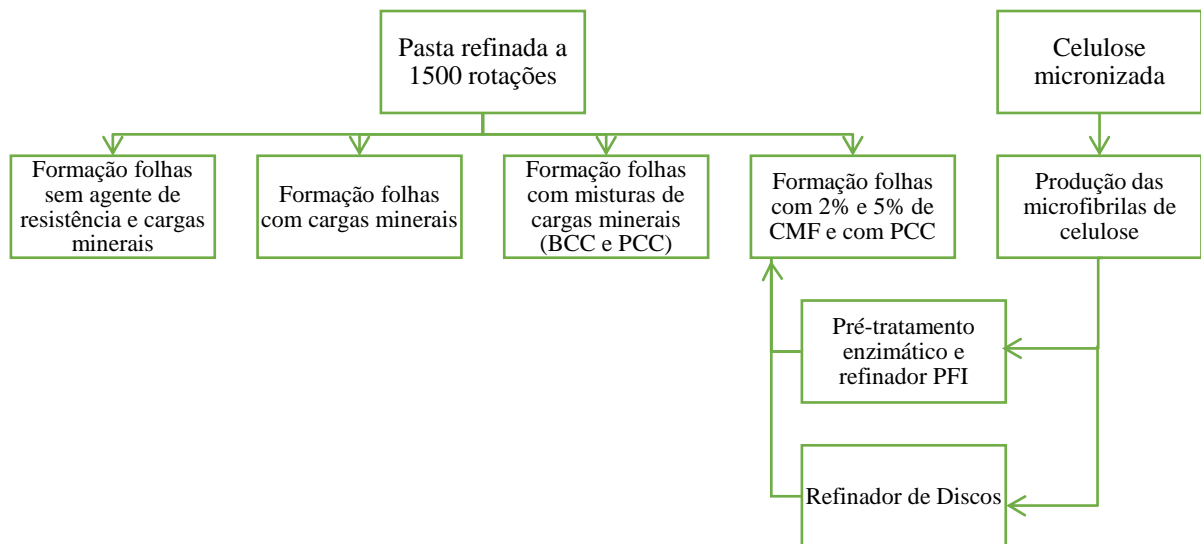 Pasta refinada a
1500 rotações
Celulose
micronizada
Formação folhas
sem agente de
resistência e cargas
minerais
Formação folhas
com cargas minerais
Formação folhas
com misturas de
cargas minerais
(BCC e PCC)
Formação folhas
com 2% e 5% de
CMF e com PCC
Produção das
microfibrilas de
celulose
Pré-tratamento
enzimático e
refinador PFI
Refinador de Discos